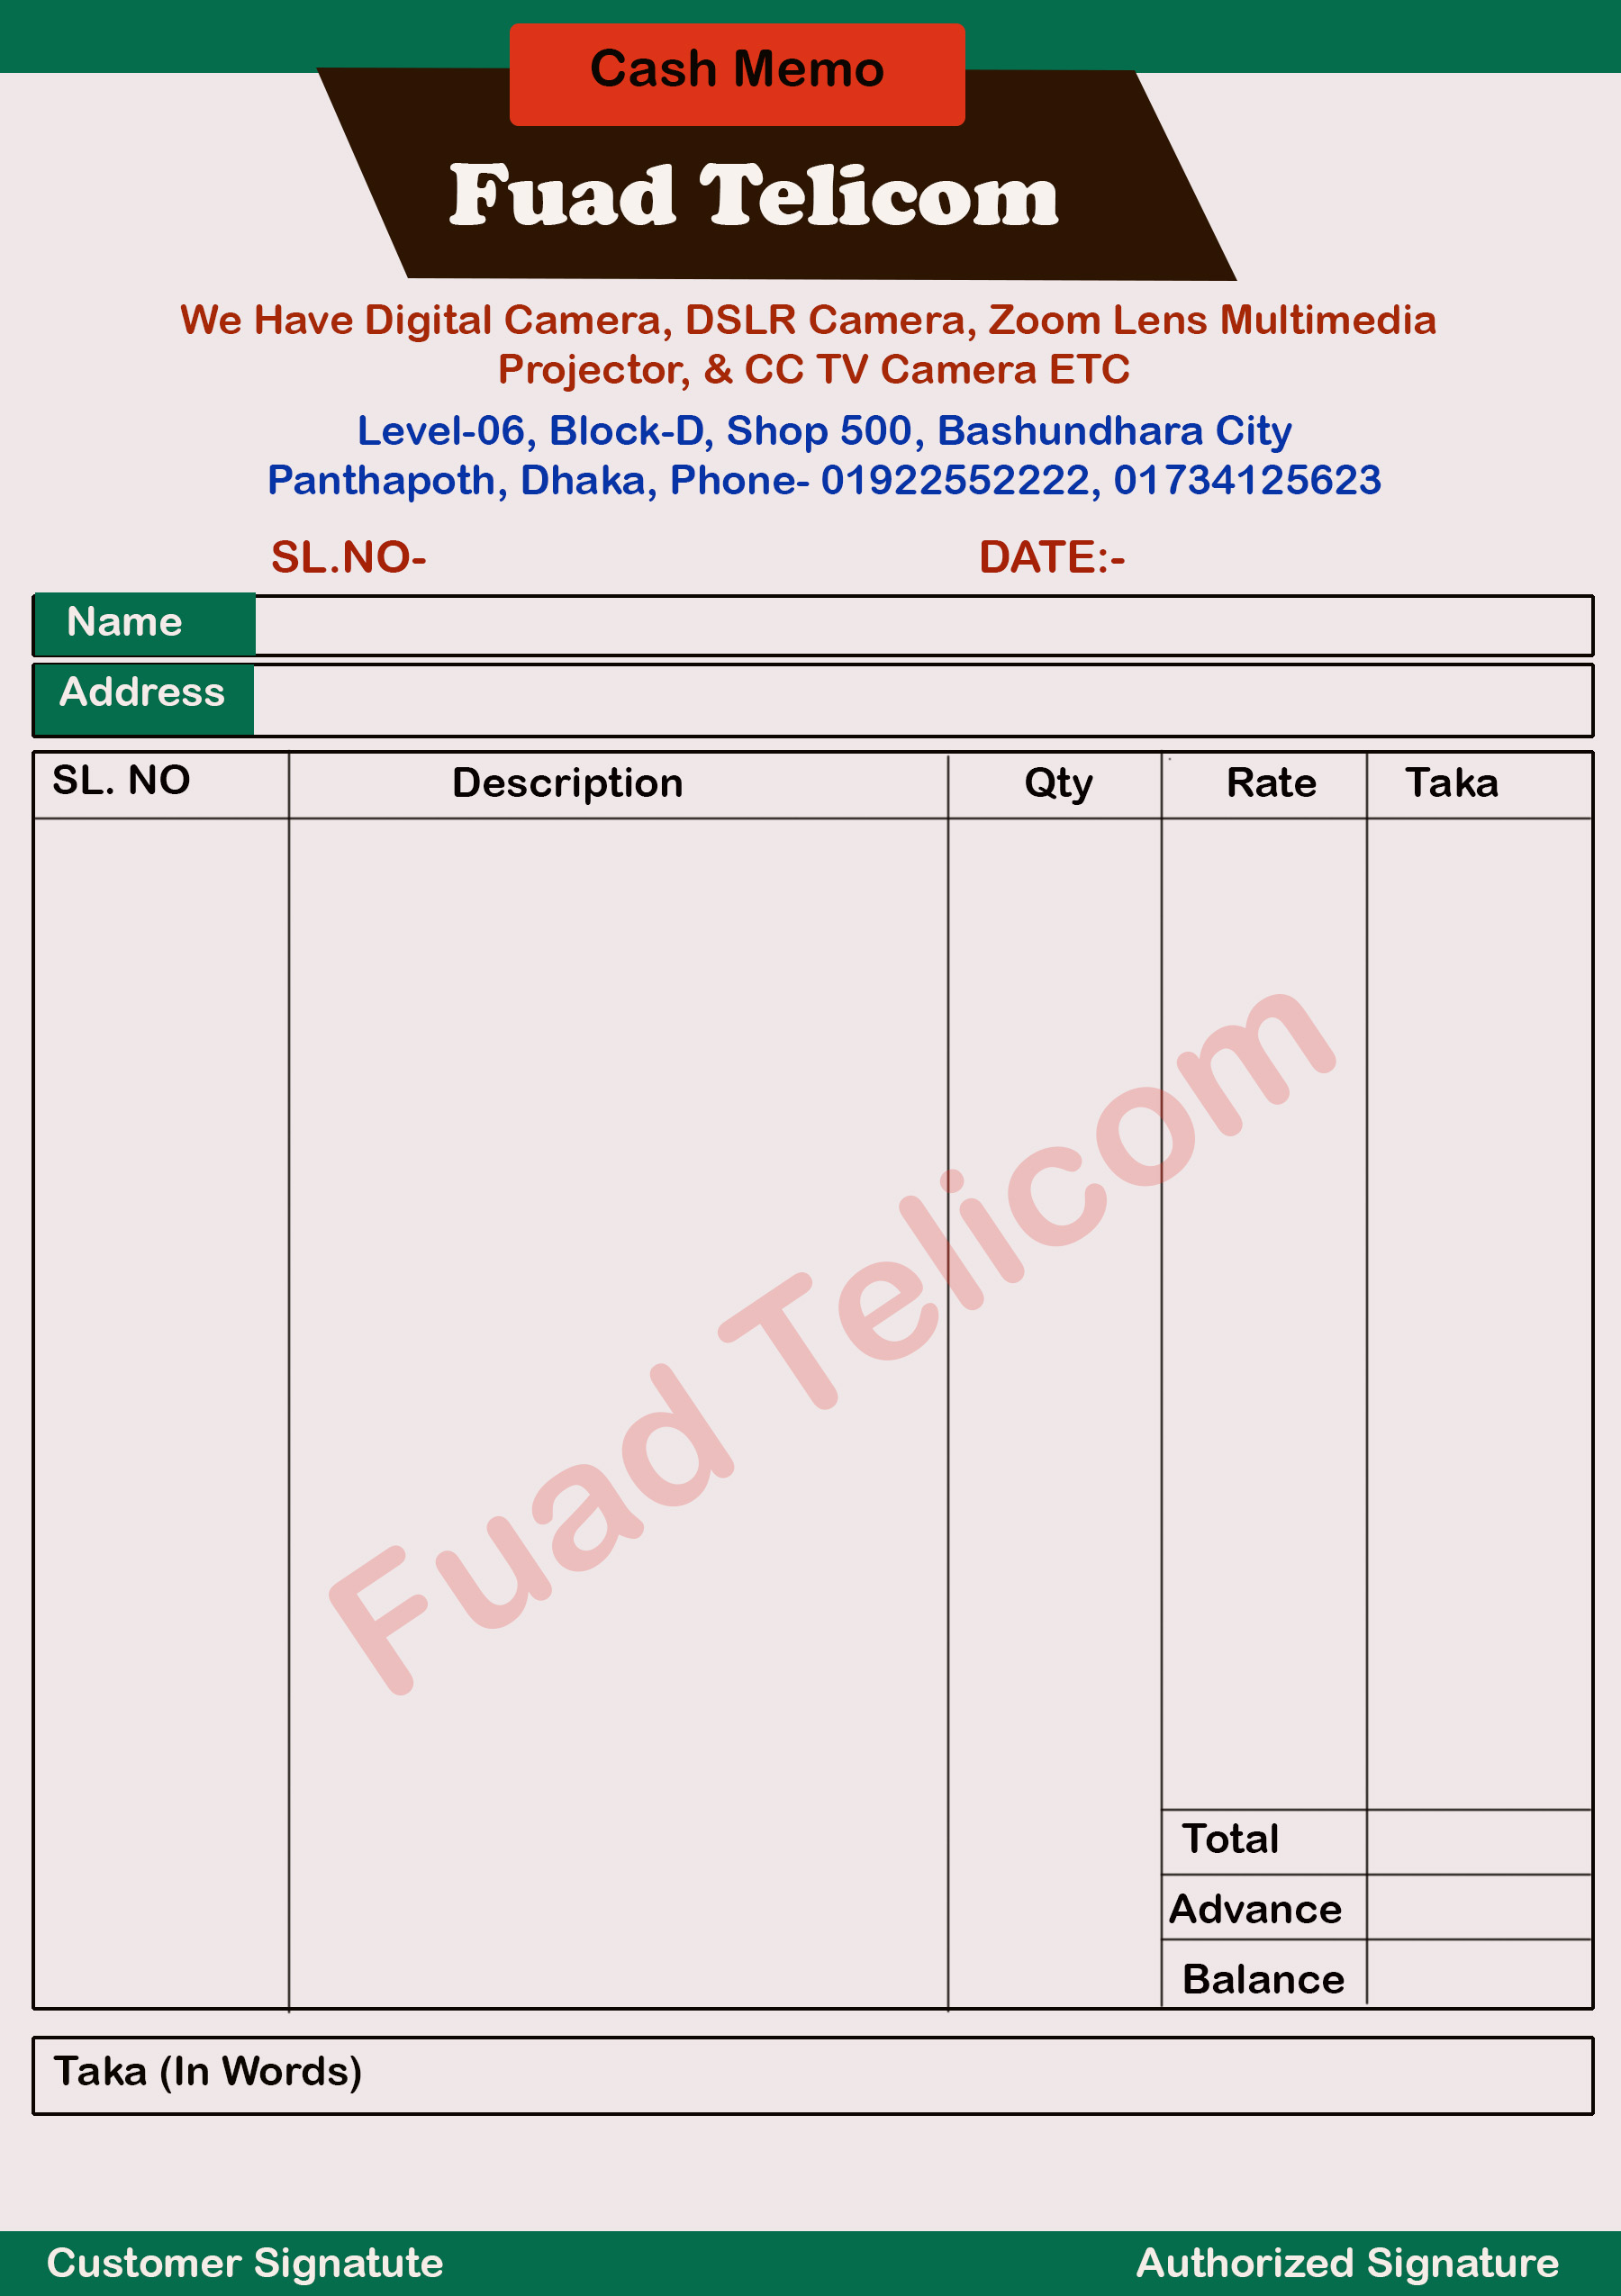 Cash Memo
Fuad Telicom
We Have Digital Camera, DSLR Camera, Zoom Lens Multimedia
Projector, & CC TV Camera ETC
Level-06, Block-D, Shop 500, Bashundhara City
Panthapoth, Dhaka, Phone- 01922552222, 01734125623
SL.NO- DATE:-
Name
Address
SL. NO Description Qty Rate Taka
Fuad Telicom
Total
Advance
Balance
Taka (In Words)
Customer Signatute Authorized Signature